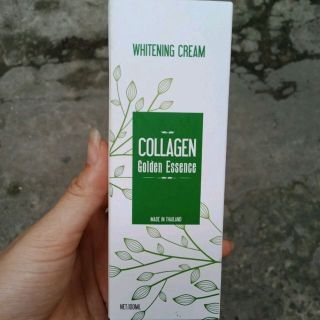 WHITENING CREAM
COLLAGEN
Golden Essence
MADE IN THAILAND
NET:100ML